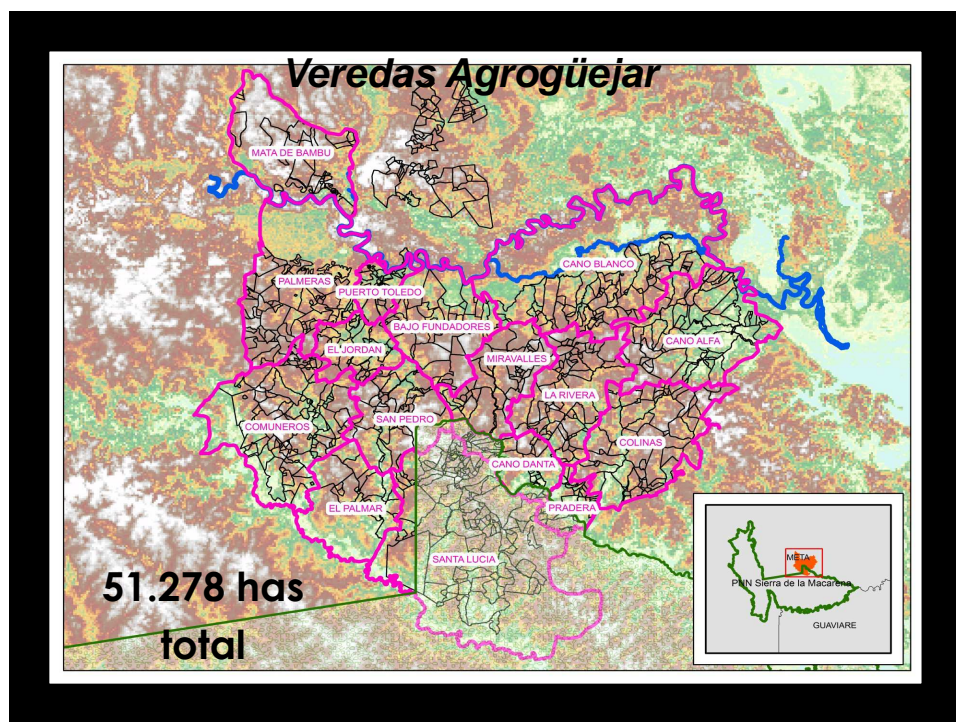 Veredas Agrogüejar
MATA DE BAMBU
CANO BLANCO
PALMERAS
PUERTO TOLEDO
BAJO FUNDADORES
CANO ALFA
EL JORDAN
MIRAVALLES
LA RIVERA
SAN PEDRO
COMUNEROS
COLINAS
CANO DANTA
EL PALMAR
PRADERA
SANTA LUCIA
51.278 has
total
META
PNN Sierra de la Macarena
GUAVIARE